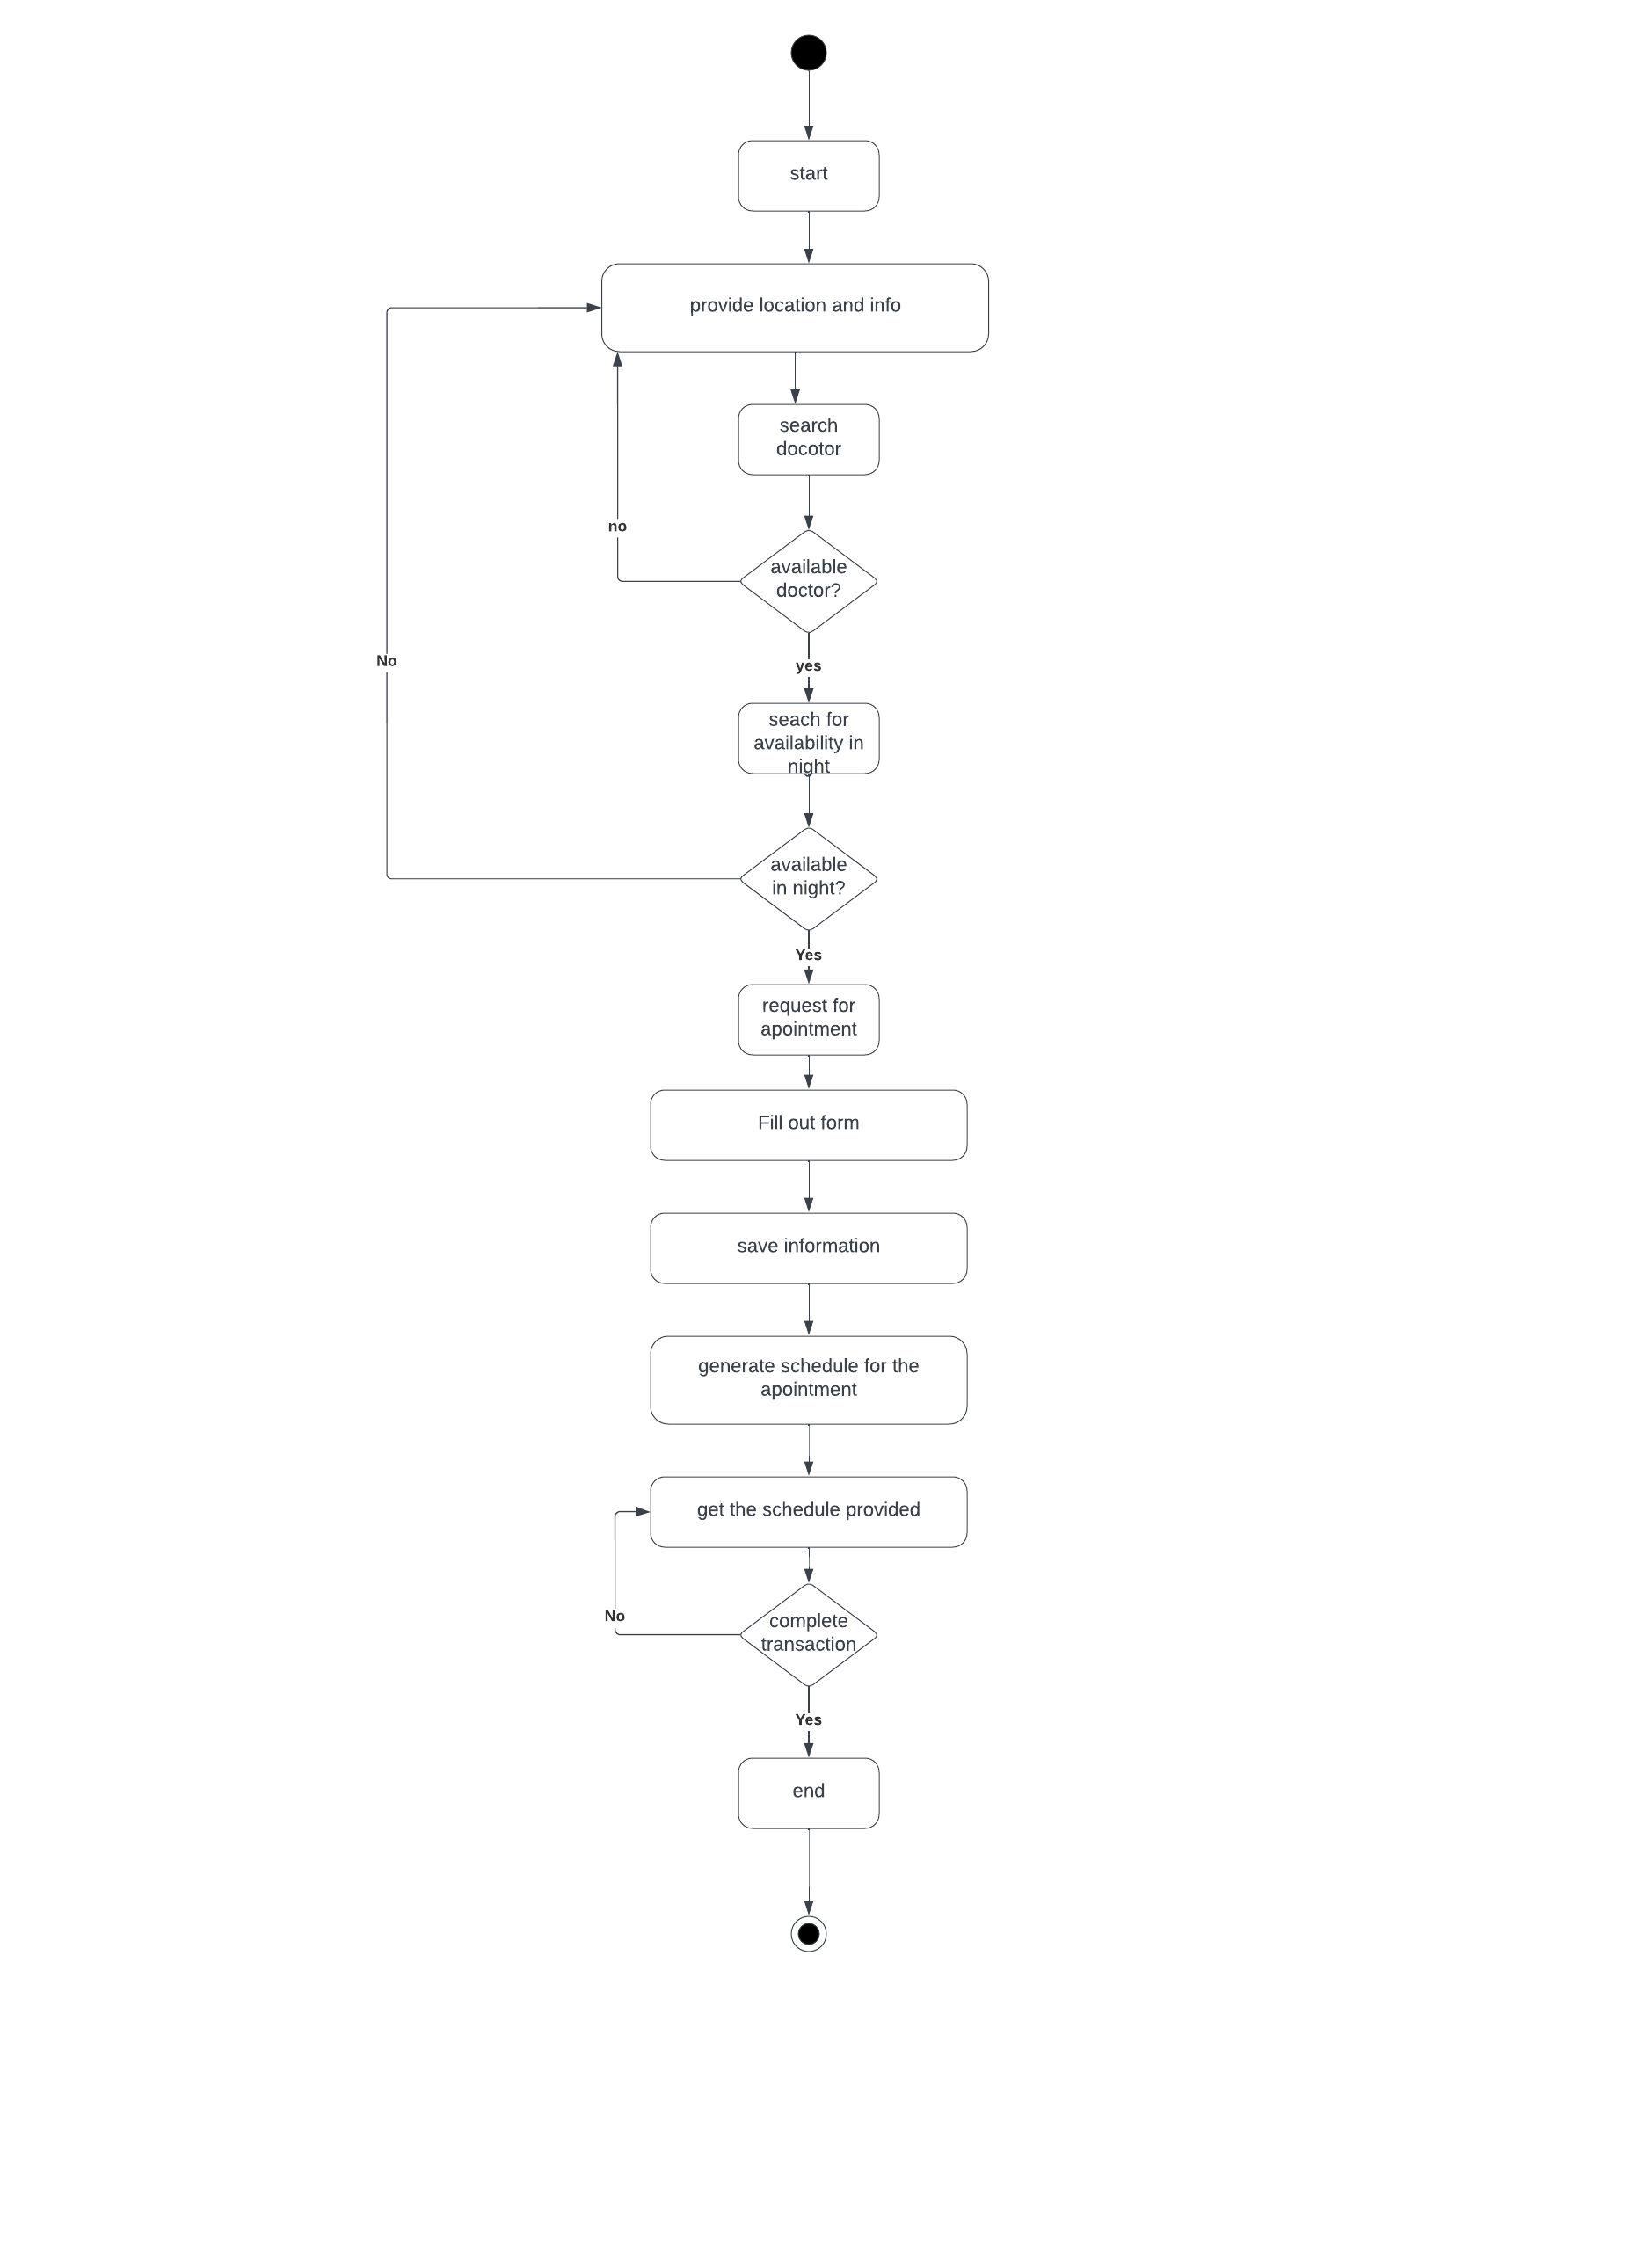 start
provide location and info
search
docotor
no
available
doctor?
No
yes
seach for
availability in
night
available
in night?
Yes
request for
apointment
Fill out form
save information
generate schedule for the
apointment
get the schedule provided
No
complete
transaction
Yes
end